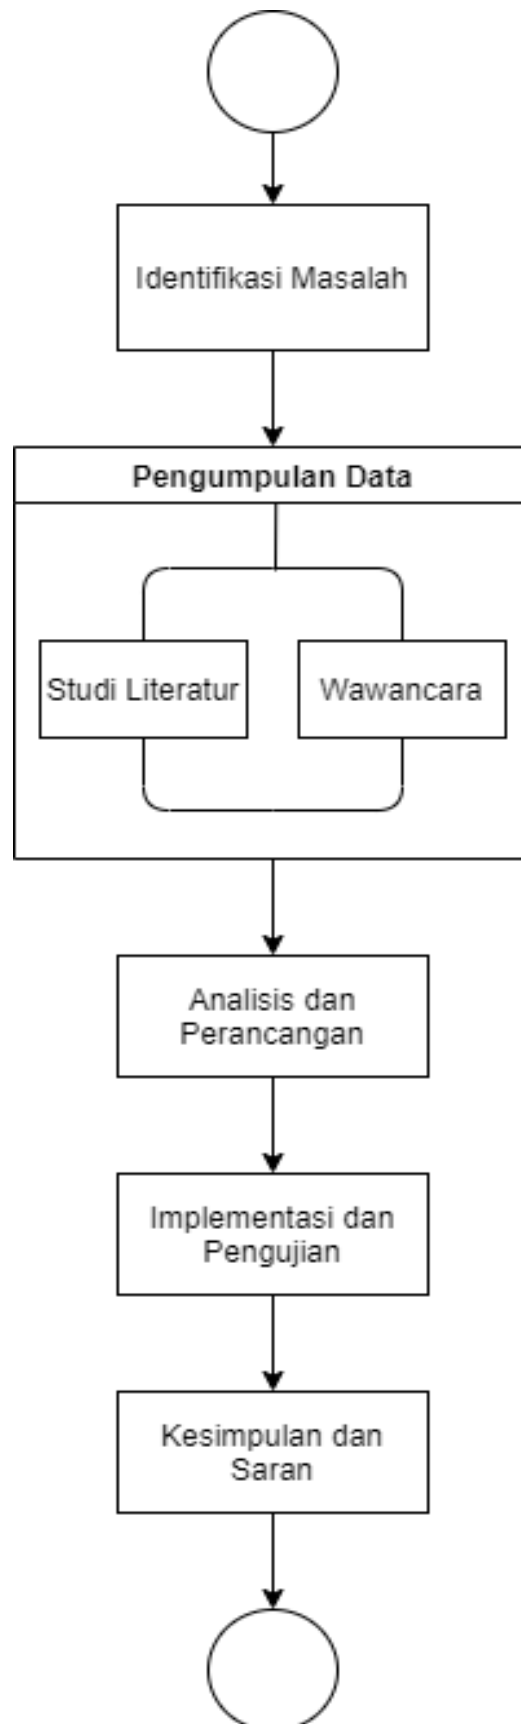 Identifikasi Masalah
Pengumpulan Data
Studi Literatur
Wawancara
Analisis dan
Perancangan
Implementasi dan
Pengujian
Kesimpulan dan
Saran